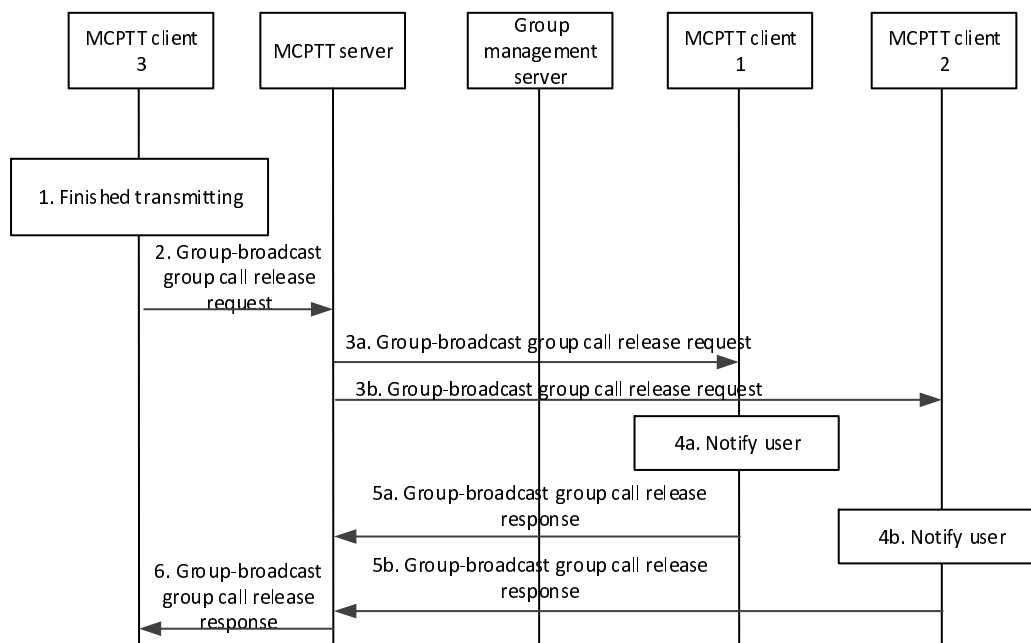 MCPTT client
3
MCPTT server
Group
management
server
MCPTT client
1
MCPTT client
2
1. Finished transmitting
2. Group-broadcast
group call release
request
3a. Group-broadcast group call release request
3b. Group-broadcast group call release request
4a. Notify user
5a. Group-broadcast group call release
response
4b. Notify user
5b. Group-broadcast group call release
response
6. Group-broadcast
group call release
response